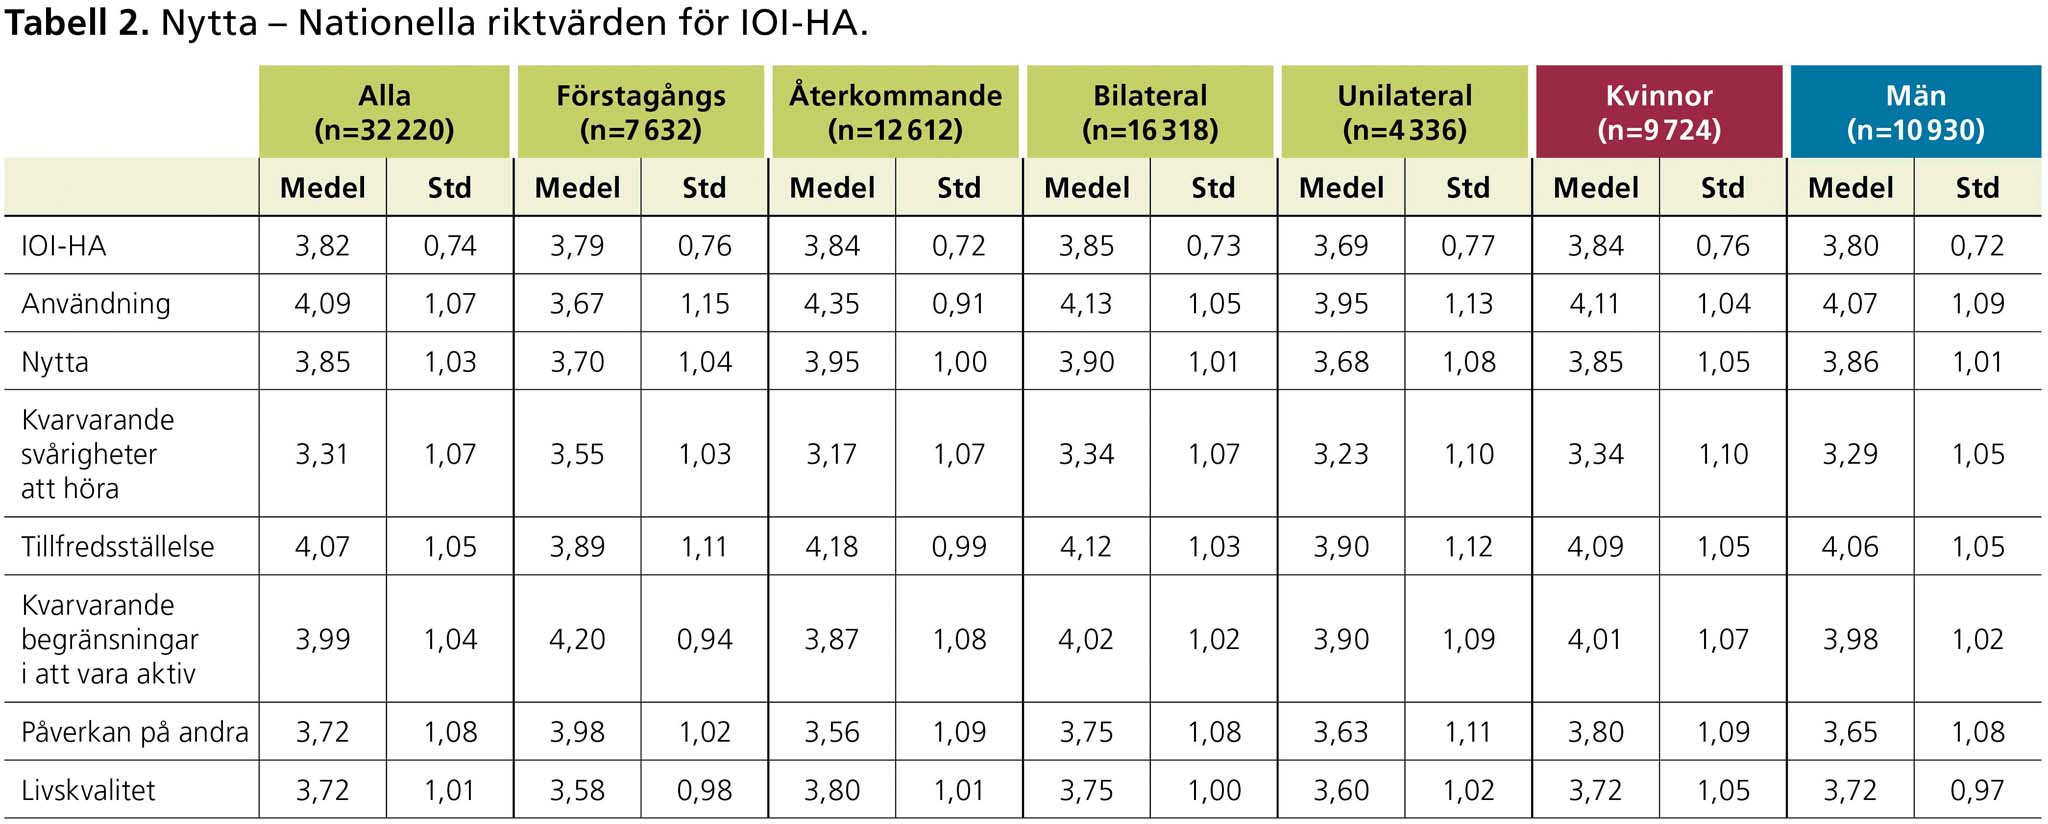 Tabell 2. Nytta – Nationella riktvärden för IOI-HA.
Alla Förstagångs Återkommande Bilateral Unilateral Kvinnor Män
(n=32 220) (n=7 632) (n=12 612) (n=16 318) (n=4 336) (n=9 724) (n=10 930)
Medel Std Medel Std Medel Std Medel Std Medel Std Medel Std Medel Std
IOI-HA 3,82 0,74 3,79 0,76 3,84 0,72 3,85 0,73 3,69 0,77 3,84 0,76 3,80 0,72
Användning 4,09 1,07 3,67 1,15 4,35 0,91 4,13 1,05 3,95 1,13 4,11 1,04 4,07 1,09
Nytta 3,85 1,03 3,70 1,04 3,95 1,00 3,90 1,01 3,68 1,08 3,85 1,05 3,86 1,01
Kvarvarande
svårigheter 3,31 1,07 3,55 1,03 3,17 1,07 3,34 1,07 3,23 1,10 3,34 1,10 3,29 1,05
att höra
Tillfredsställelse 4,07 1,05 3,89 1,11 4,18 0,99 4,12 1,03 3,90 1,12 4,09 1,05 4,06 1,05
Kvarvarande
begränsningar 3,99 1,04 4,20 0,94 3,87 1,08 4,02 1,02 3,90 1,09 4,01 1,07 3,98 1,02
i att vara aktiv
Påverkan på andra 3,72 1,08 3,98 1,02 3,56 1,09 3,75 1,08 3,63 1,11 3,80 1,09 3,65 1,08
Livskvalitet 3,72 1,01 3,58 0,98 3,80 1,01 3,75 1,00 3,60 1,02 3,72 1,05 3,72 0,97